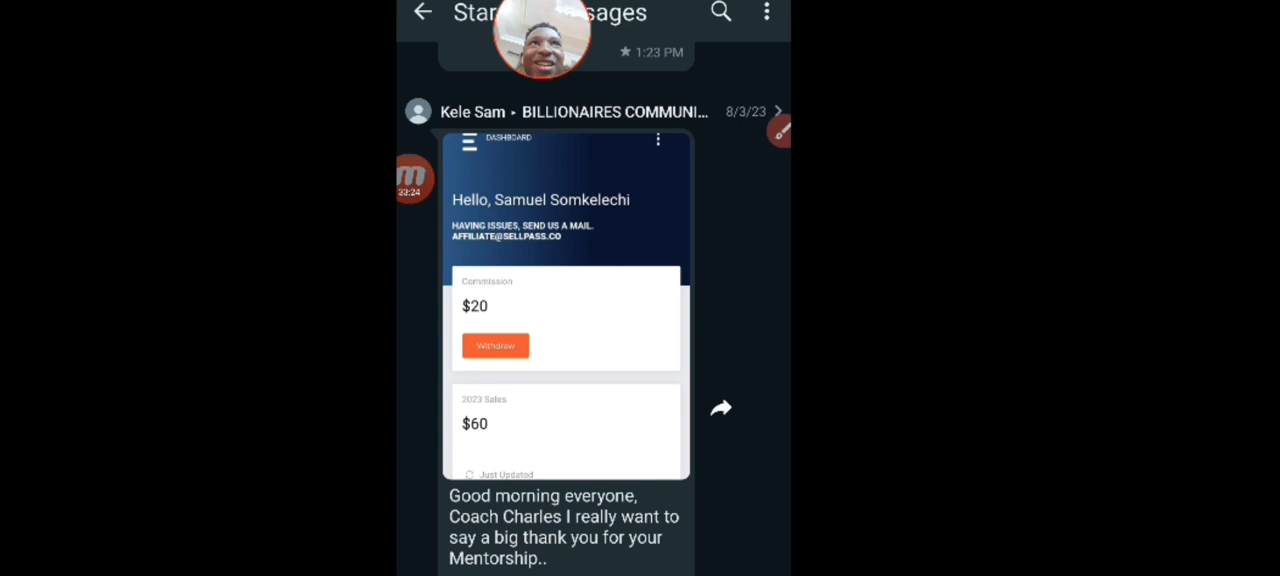 Star sages
★ 1:23 PM
Kele Sam ▸ BILLIONAIRES COMMUNI... 8/3/23
DASHBOARD
33:24
Hello, Samuel Somkelechi
HAVING ISSUES, SEND US A MAIL.
AFFILIATE@SELLPASS.CO
Commission
$20
Withdraw
2023 Sales
$60
Just Updated
Good morning everyone,
Coach Charles I really want to
say a big thank you for your
Mentorship..